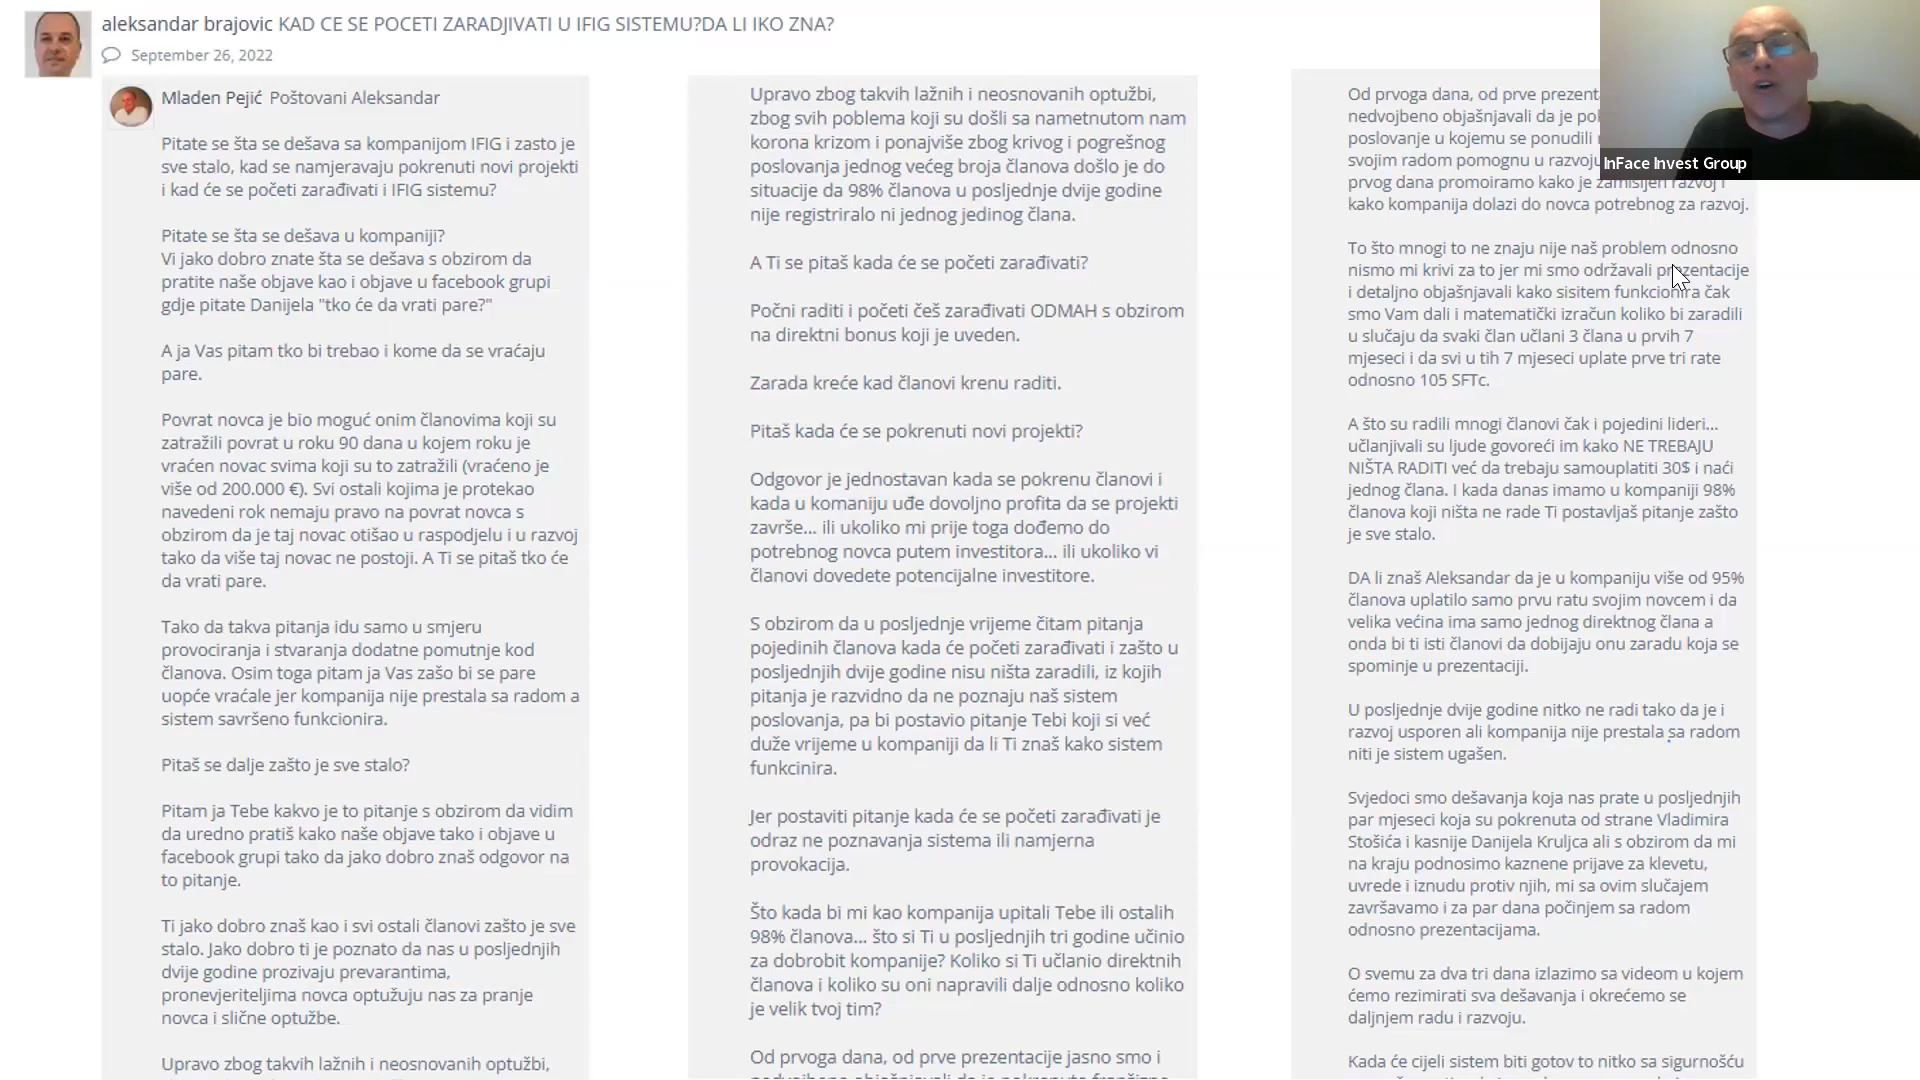 aleksandar brajovic KAD CE SE POCETI ZARADJIVATI U IFIG SISTEMU?DA LI IKO ZNA?
September 26, 2022
Mlađen Pejić Poštovani Aleksandar
Pitate se šta se dešava sa kompanijom IFIG i zasto je
sve stalo, kad se namjeravaju pokrenuti novi projekti
i kad će se početi zarađivati i IFIG sistemu?
Pitate se šta se dešava u kompaniji?
Vi jako dobro znate šta se dešava s obzirom da
pratite naše objave kao i objave u facebook grupi
gdje pitate Danijela "tko će da vrati pare?"
A ja Vas pitam tko bi trebao i kome da se vraćaju
pare.
Povrat novca je bio moguć onim članovima koji su
zatražili povrat u roku 90 dana u kojem roku je
vraćen novac svima koji su to zatražili (vraćeno je
više od 200.000 €). Svi ostali kojima je protekao
navedeni rok nemaju pravo na povrat novca s
obzirom da je taj novac otišao u raspodjelu i u razvoj
tako da više taj novac ne postoji. A Ti se pitaš tko će
da vrati pare.
Tako da takva pitanja idu samo u smjeru
provociranja i stvaranja dodatne pomutnje kod
članova. Osim toga pitam ja Vas zašo bi se pare
uopće vraćale jer kompanija nije prestala sa radom a
sistem savršeno funkcionira.
Pitaš se dalje zašto je sve stalo?
Pitam ja Tebe kakvo je to pitanje s obzirom da vidim
da uredno pratiš kako naše objave tako i objave u
facebook grupi tako da jako dobro znaš odgovor na
to pitanje.
Ti jako dobro znaš kao i svi ostali članovi zašto je sve
stalo. Jako dobro ti je poznato da nas u posljednjih
dvije godine prozivaju prevarantima,
pronevjeriteljima novca optužuju nas za pranje
novca i slične optužbe.
Upravo zbog takvih lažnih i neosnovanih optužbi,
Upravo zbog takvih lažnih i neosnovanih optužbi,
zbog svih poblema koji su došli sa nametnutom nam
korona krizom i ponajviše zbog krivog i pogrešnog
poslovanja jednog većeg broja članova došlo je do
situacije da 98% članova u posljednje dvije godine
nije registriralo ni jednog jedinog člana.
A Ti se pitaš kada će se početi zarađivati?
Počni raditi i početi češ zarađivati ODMAH s obzirom
na direktni bonus koji je uveden.
Zarada kreće kad članovi krenu raditi.
Pitaš kada će se pokrenuti novi projekti?
Odgovor je jednostavan kada se pokrenu članovi i
kada u komaniju uđe dovoljno profita da se projekti
završe... ili ukoliko mi prije toga dođemo do
potrebnog novca putem investitora... ili ukoliko vi
članovi dovedete potencijalne investitore.
S obzirom da u posljednje vrijeme čitam pitanja
pojedinih članova kada će početi zarađivati i zašto u
posljednjih dvije godine nisu ništa zaradili, iz kojih
pitanja je razvidno da ne poznaju naš sistem
poslovanja, pa bi postavio pitanje Tebi koji si već
duže vrijeme u kompaniji da li Ti znaš kako sistem
funkcinira.
Jer postaviti pitanje kada će se početi zarađivati je
odraz ne poznavanja sistema ili namjerna
provokacija.
Što kada bi mi kao kompanija upitali Tebe ili ostalih
98% članova... što si Ti u posljednjih tri godine učinio
za dobrobit kompanije? Koliko si Ti učlanio direktnih
članova i koliko su oni napravili dalje odnosno koliko
je velik tvoj tim?
Od prvoga dana, od prve prezentacije jasno smo i
Od prvoga dana, od prve
nedvojbeno objašnjavali da je
poslovanje u kojemu se ponudili
svojim radom pomognu u razvoju
prvog dana promoiramo kako je zamisljen razvoj i
kako kompanija dolazi do novca potrebnog za razvoj.
To što mnogi to ne znaju nije naš problem odnosno
nismo mi krivi za to jer mi smo održavali prezentacije
i detaljno objašnjavali kako sisitem funkcionira čak
smo Vam dali i matematički izračun koliko bi zaradili
u slučaju da svaki član učlani 3 člana u prvih 7
mjeseci i da svi u tih 7 mjeseci uplate prve tri rate
odnosno 105 SFTc.
A što su radili mnogi članovi čak i pojedini lideri...
učlanjivali su ljude govoreći im kako NE TREBAJU
NIŠTA RADITI već da trebaju samouplatiti 30$ i naći
jednog člana. I kada danas imamo u kompaniji 98%
članova koji ništa ne rade Ti postavljaš pitanje zašto
je sve stalo.
DA li znaš Aleksandar da je u kompaniju više od 95%
članova uplatilo samo prvu ratu svojim novcem i da
velika većina ima samo jednog direktnog člana a
onda bi ti isti članovi da dobijaju onu zaradu koja se
spominje u prezentaciji.
U posljednje dvije godine nitko ne radi tako da je i
razvoj usporen ali kompanija nije prestala sa radom
niti je sistem ugašen.
Svjedoci smo dešavanja koja nas prate u posljednjih
par mjeseci koja su pokrenuta od strane Vladimira
Stošića i kasnije Danijela Kruljca ali s obzirom da mi
na kraju podnosimo kaznene prijave za klevetu,
uvrede i iznudu protiv njih, mi sa ovim slučajem
završavamo i za par dana počinjem sa radom
odnosno prezentacijama.
O svemu za dva tri dana izlazimo sa videom u kojem
ćemo rezimirati sva dešavanja i okrećemo se
daljnjem radu i razvoju.
Kada će cijeli sistem biti gotov to nitko sa sigurnošću
InFace Invest Group